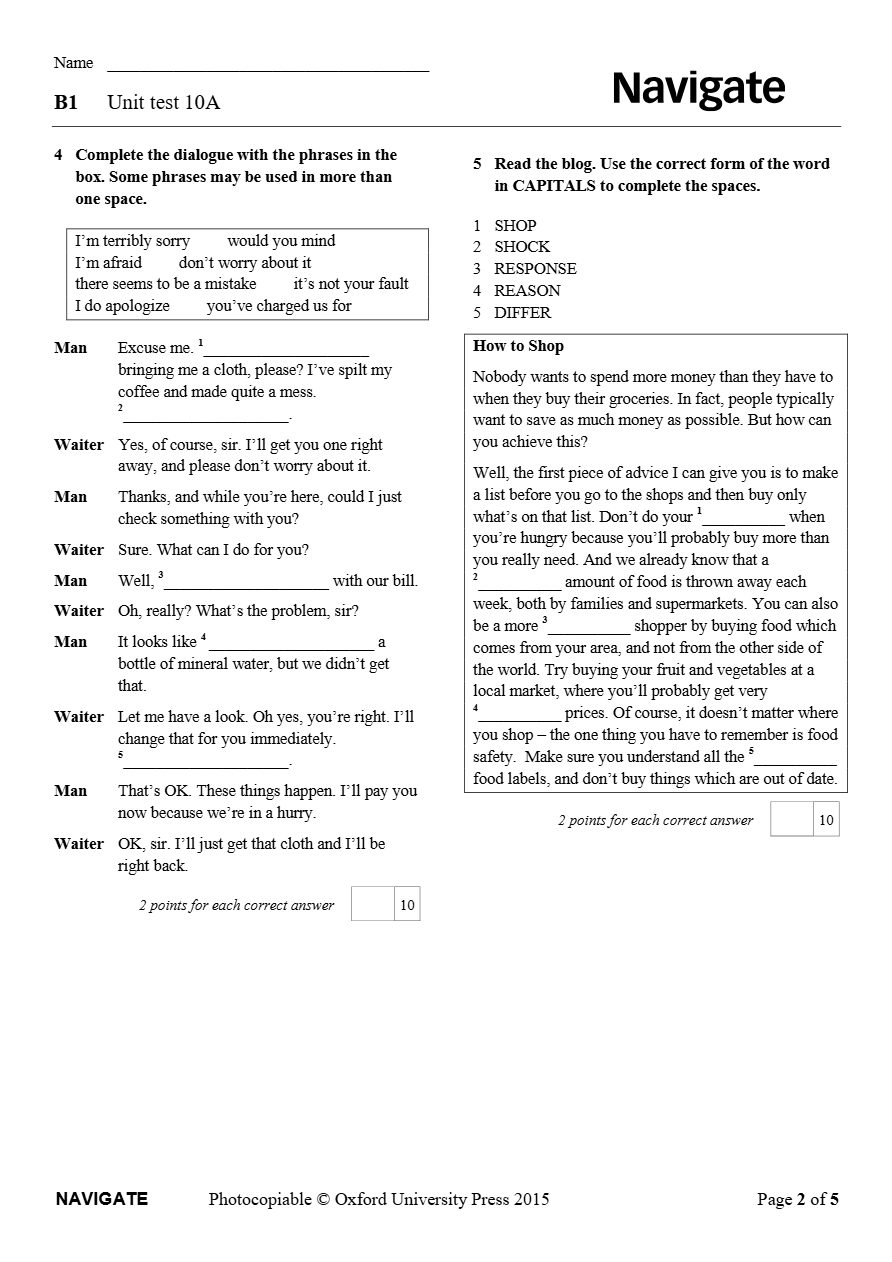 Name ______________________________________
Navigate
B1 Unit test 10A
4 Complete the dialogue with the phrases in the
box. Some phrases may be used in more than
one space.
I'm terribly sorry would you mind
I'm afraid don't worry about it
there seems to be a mistake it's not your fault
I do apologize you've charged us for
Man Excuse me. 1____________________
bringing me a cloth, please? I've spilt my
coffee and made quite a mess.
2____________________.
Waiter Yes, of course, sir. I'll get you one right
away, and please don't worry about it.
Man Thanks, and while you're here, could I just
check something with you?
Waiter Sure. What can I do for you?
Man Well, 3____________________ with our bill.
Waiter Oh, really? What's the problem, sir?
Man It looks like 4 ____________________ a
bottle of mineral water, but we didn't get
that.
Waiter Let me have a look. Oh yes, you're right. I'll
change that for you immediately.
5____________________.
Man That's OK. These things happen. I'll pay you
now because we're in a hurry.
Waiter OK, sir. I'll just get that cloth and I'll be
right back.
2 points for each correct answer 10
5 Read the blog. Use the correct form of the word
in CAPITALS to complete the spaces.
1 SHOP
2 SHOCK
3 RESPONSE
4 REASON
5 DIFFER
How to Shop
Nobody wants to spend more money than they have to
when they buy their groceries. In fact, people typically
want to save as much money as possible. But how can
you achieve this?
Well, the first piece of advice I can give you is to make
a list before you go to the shops and then buy only
what's on that list. Don't do your 1__________ when
you're hungry because you'll probably buy more than
you really need. And we already know that a
2__________ amount of food is thrown away each
week, both by families and supermarkets. You can also
be a more 3__________ shopper by buying food which
comes from your area, and not from the other side of
the world. Try buying your fruit and vegetables at a
local market, where you'll probably get very
4__________ prices. Of course, it doesn't matter where
you shop – the one thing you have to remember is food
safety.  Make sure you understand all the 5__________
food labels, and don't buy things which are out of date.
2 points for each correct answer 10
NAVIGATE Photocopiable © Oxford University Press 2015 Page 2 of 5